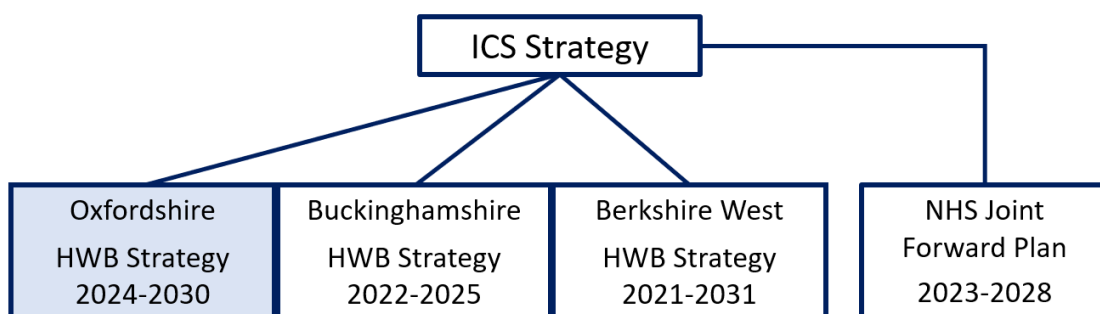 ICS Strategy
Oxfordshire
HWB Strategy
2024-2030
Buckinghamshire
HWB Strategy
2022-2025
Berkshire West
HWB Strategy
2021-2031
NHS Joint
Forward Plan
2023-2028